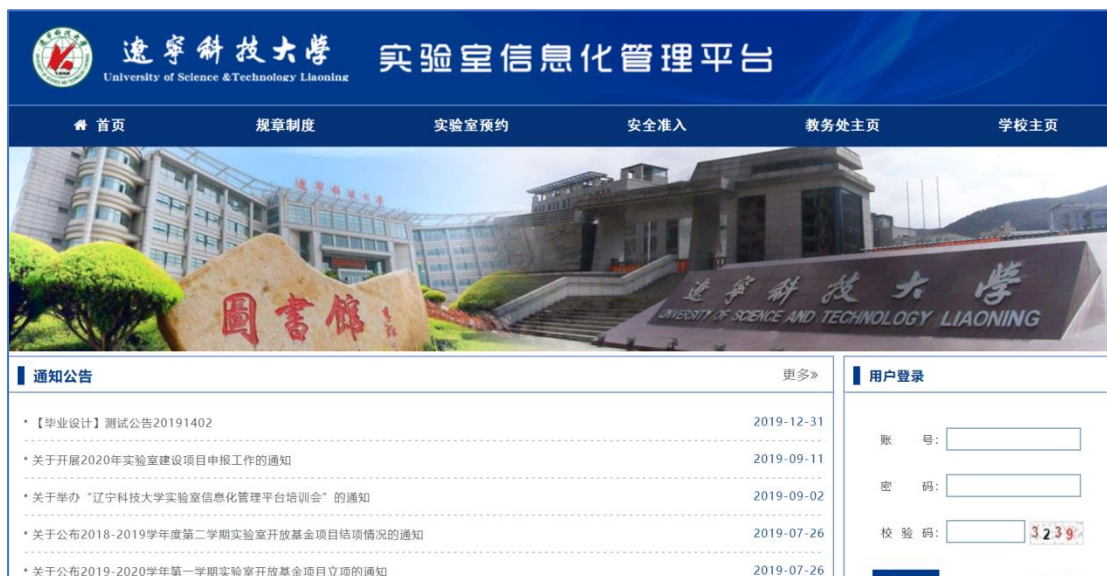 遼寧科技大學
University of Science &Technology Liaoning
实验室信息化管理平台
首页 规章制度 实验室预约 安全准入 教务处主页 学校主页
遼寧科技大學
圖書館
遼寧科技大學
UNIVERSITY OF SCIENCE AND TECHNOLOGY LIAONING
通知公告 更多»
•【毕业设计】测试公告20191402 2019-12-31
•关于开展2020年实验室建设项目申报工作的通知 2019-09-11
•关于举办“辽宁科技大学实验室信息化管理平台培训会”的通知 2019-09-02
•关于公布2018-2019学年度第二学期实验室开放基金项目结项情况的通知 2019-07-26
•关于公布2019-2020学年第一学期实验室开放基金项目立项的通知 2019-07-26
用户登录
账 号:
密 码:
校 验 码: 3239